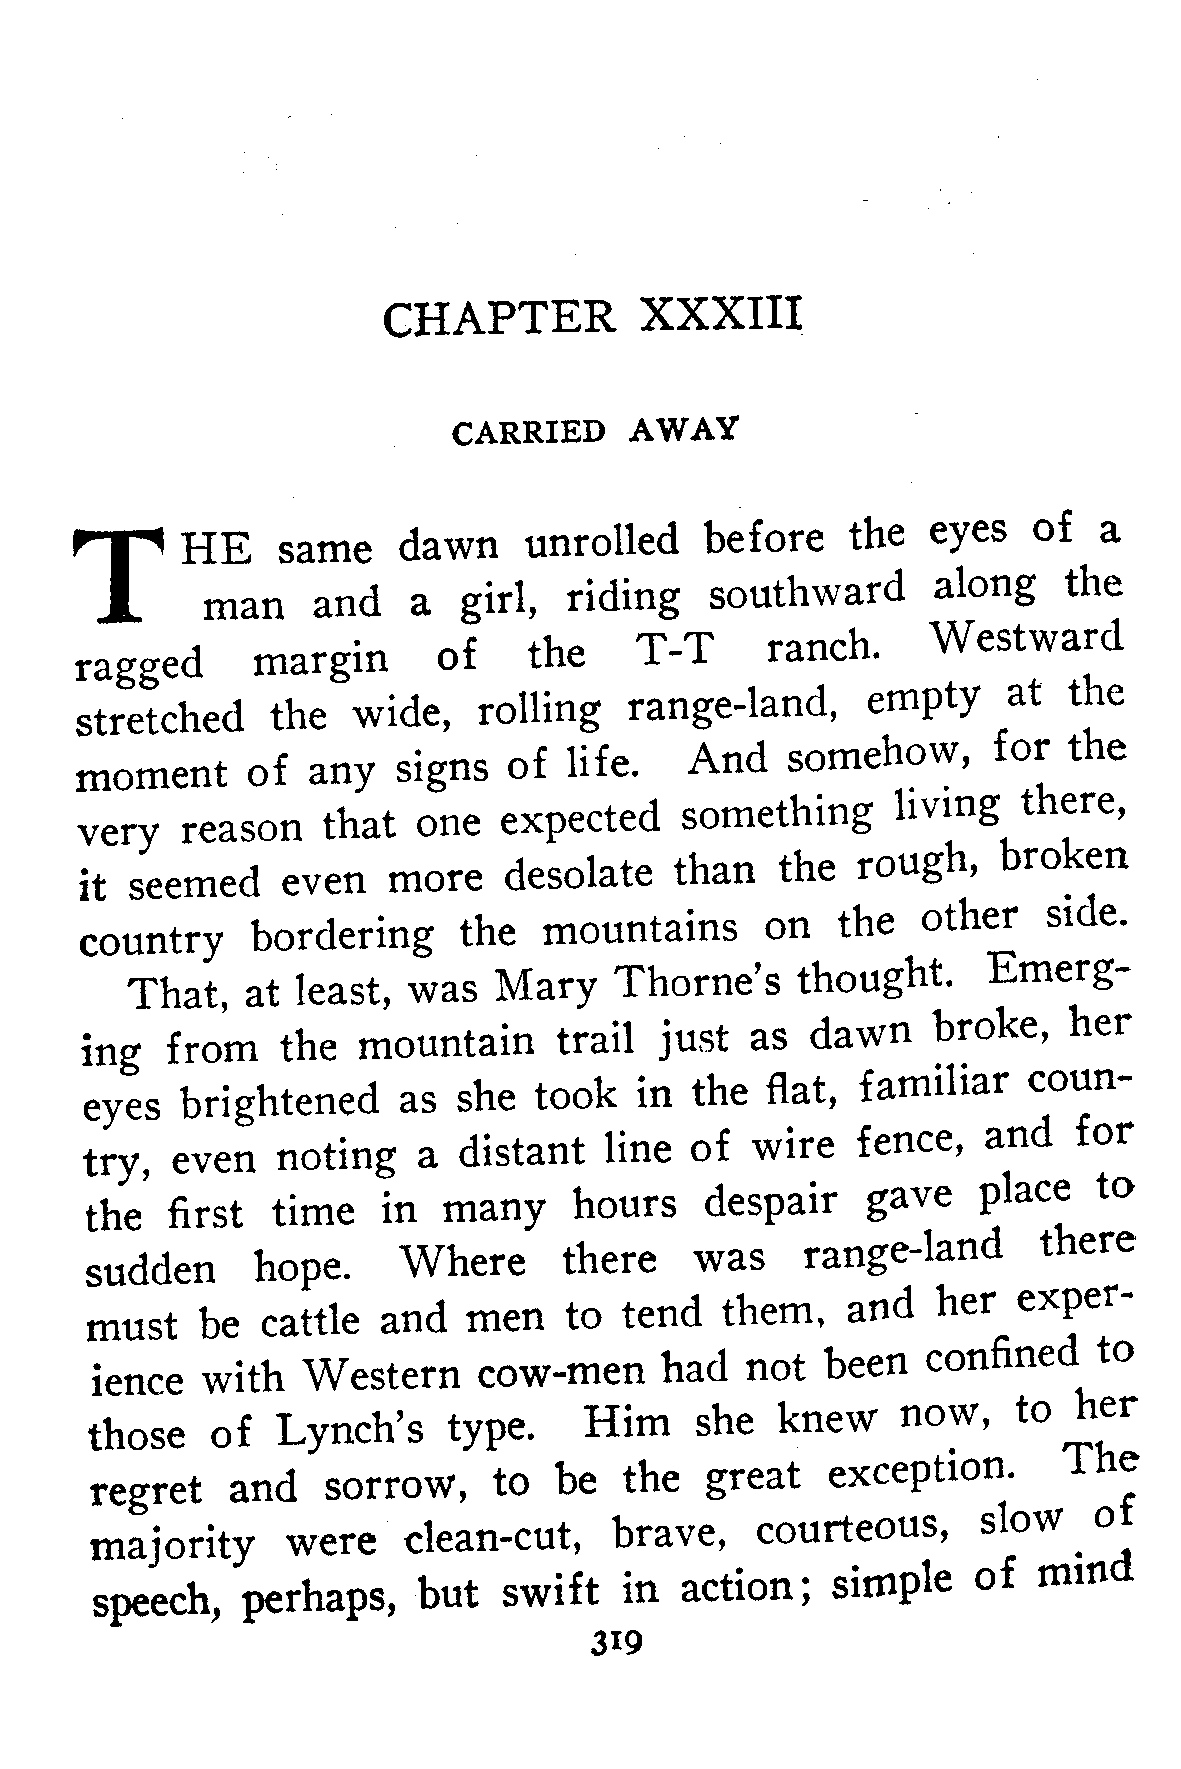 CHAPTER XXXIII
CARRIED AWAY
THE same dawn unrolled before the eyes of a
man and a girl, riding southward along the
ragged margin of the T-T ranch. Westward
stretched the wide, rolling range-land, empty at the
moment of any signs of life. And somehow, for the
very reason that one expected something living there,
it seemed even more desolate than the rough, broken
country bordering the mountains on the other side.
That, at least, was Mary Thorne's thought. Emerg-
ing from the mountain trail just as dawn broke, her
eyes brightened as she took in the flat, familiar coun-
try, even noting a distant line of wire fence, and for
the first time in many hours despair gave place to
sudden hope. Where there was range-land there
must be cattle and men to tend them, and her exper-
ience with Western cow-men had not been confined to
those of Lynch's type. Him she knew now, to her
regret and sorrow, to be the great exception. The
majority were clean-cut, brave, courteous, slow of
speech, perhaps, but swift in action; simple of mind
319